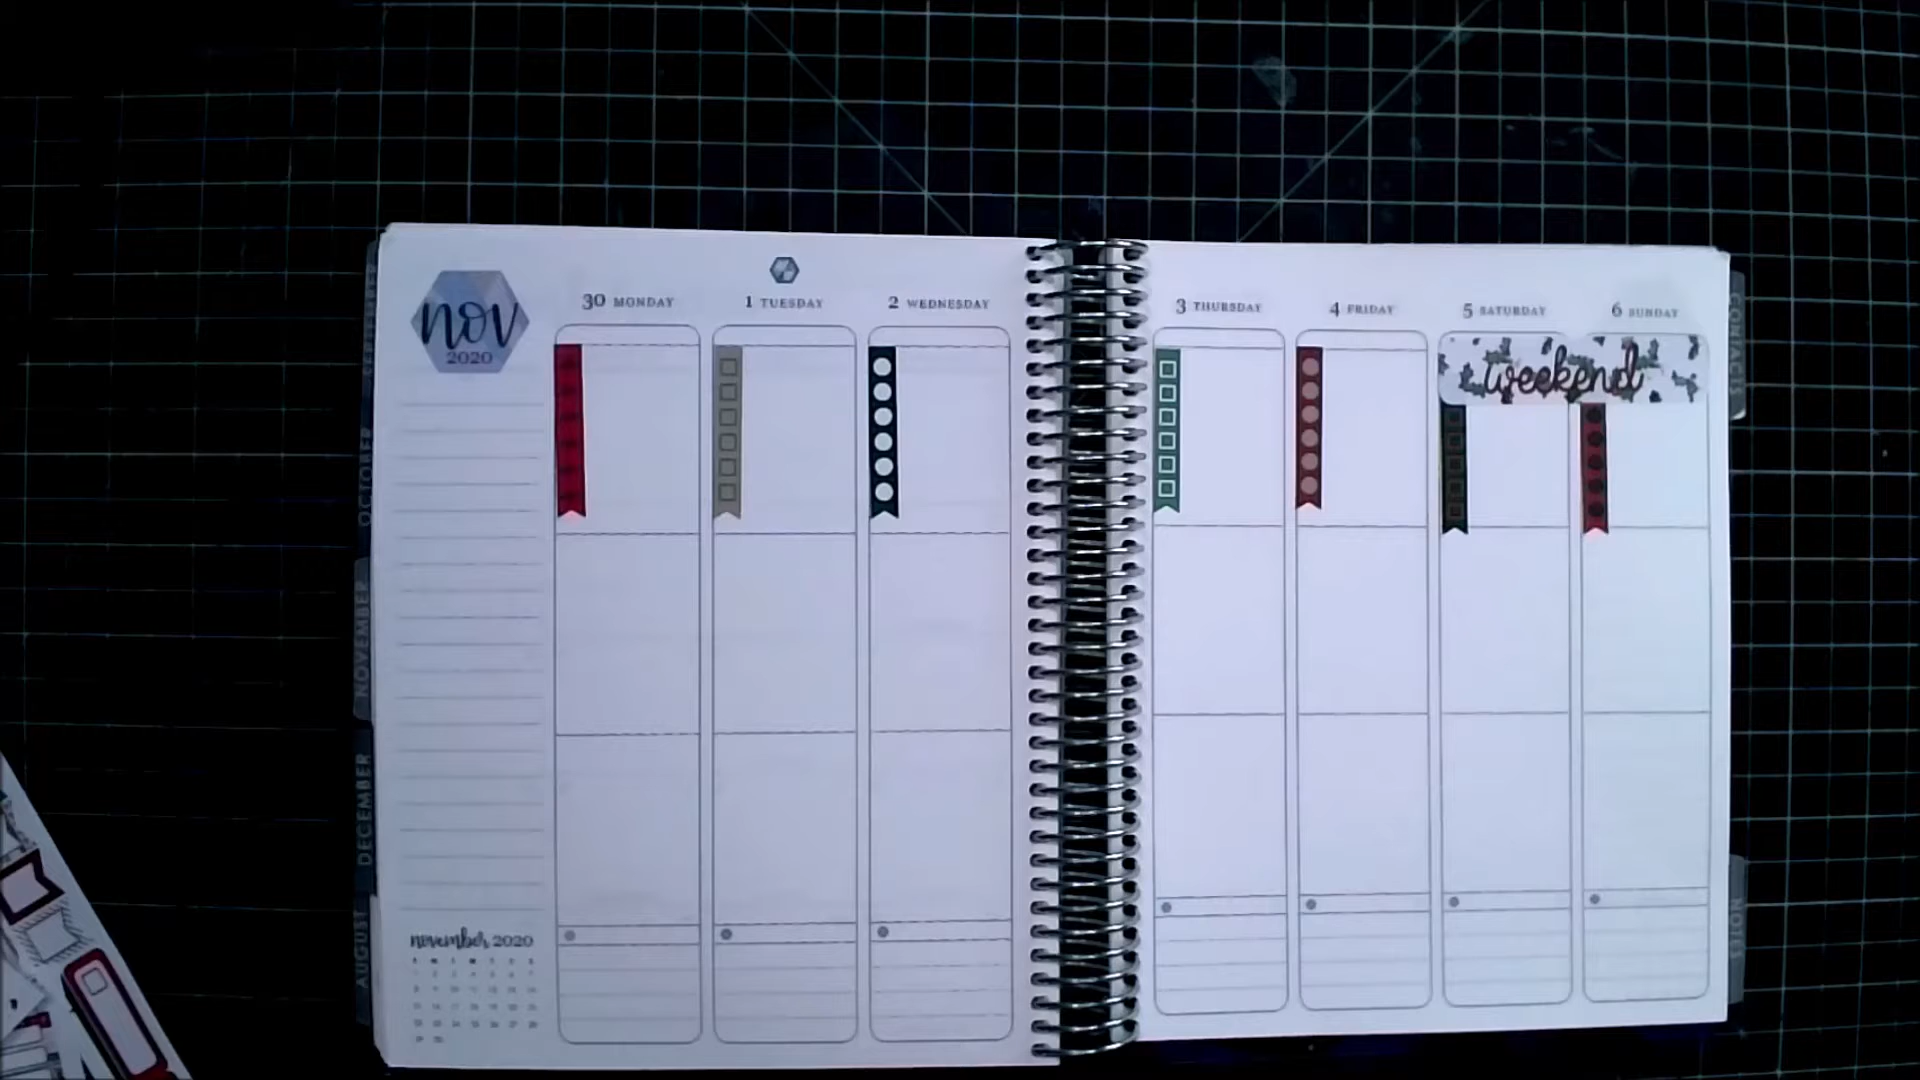 nov
2020
30 MONDAY
1 TUESDAY
2 WEDNESDAY
3 THURSDAY
4 FRIDAY
5 SATURDAY
6 SUNDAY
weekend
OCTOBER
NOVEMBER
DECEMBER
AUGUST
november 2020
CONTACTS
NOTES